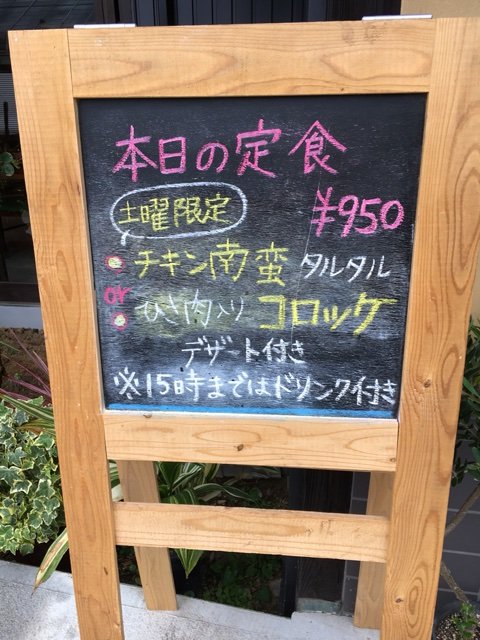 本日の定食
土曜限定
¥950
・チキン南蛮 タルタル
or
・ひき肉入り コロッケ
デザート付き
※15時まではドリンク付き